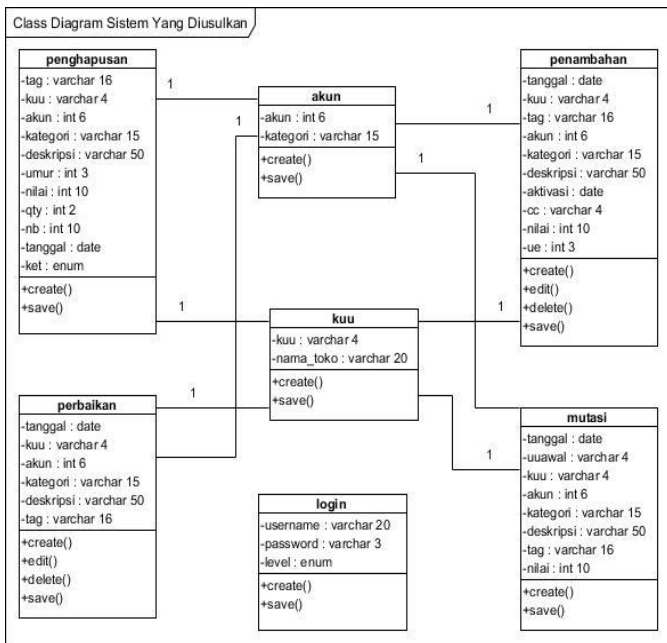 Class Diagram Sistem Yang Diusulkan
penghapusan
-tag : varchar 16
-kuu : varchar 4
-akun : int 6
-kategori : varchar 15
-deskripsi : varchar 50
-umur : int 3
-nilai : int 10
-qty : int 2
-nb : int 10
-tanggal : date
-ket : enum
+create()
+save()
1
1
akun
-akun : int 6
-kategori : varchar 15
+create()
+save()
1
1
penambahan
-tanggal : date
-kuu : varchar 4
-tag : varchar 16
-akun : int 6
-kategori : varchar 15
-deskripsi : varchar 50
-aktivasi : date
-cc : varchar 4
-nilai : int 10
-ue : int 3
+create()
+edit()
+delete()
+save()
1
1
kuu
-kuu : varchar 4
-nama_toko : varchar 20
+create()
+save()
1
1
perbaikan
-tanggal : date
-kuu : varchar 4
-akun : int 6
-kategori : varchar 15
-deskripsi : varchar 50
-tag : varchar 16
+create()
+edit()
+delete()
+save()
login
-username : varchar 20
-password : varchar 3
-level : enum
+create()
+save()
mutasi
-tanggal : date
-uuawal : varchar 4
-kuu : varchar 4
-akun : int 6
-kategori : varchar 15
-deskripsi : varchar 50
-tag : varchar 16
-nilai : int 10
+create()
+save()